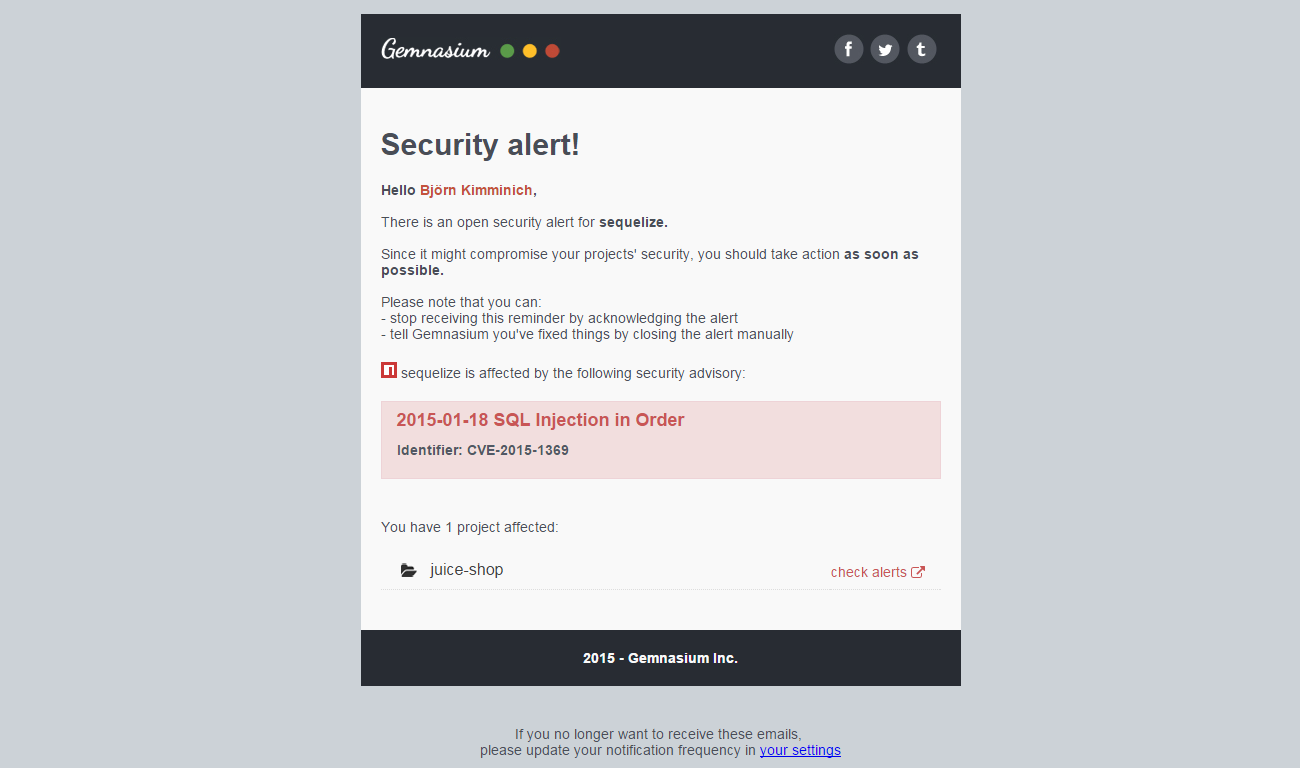 Gemnasium
Security alert!
Hello Björn Kimminich,
There is an open security alert for sequelize.
Since it might compromise your projects' security, you should take action as soon as
possible.
Please note that you can:
- stop receiving this reminder by acknowledging the alert
- tell Gemnasium you've fixed things by closing the alert manually
sequelize is affected by the following security advisory:
2015-01-18 SQL Injection in Order
Identifier: CVE-2015-1369
You have 1 project affected:
juice-shop check alerts
2015 - Gemnasium Inc.
If you no longer want to receive these emails,
please update your notification frequency in your settings